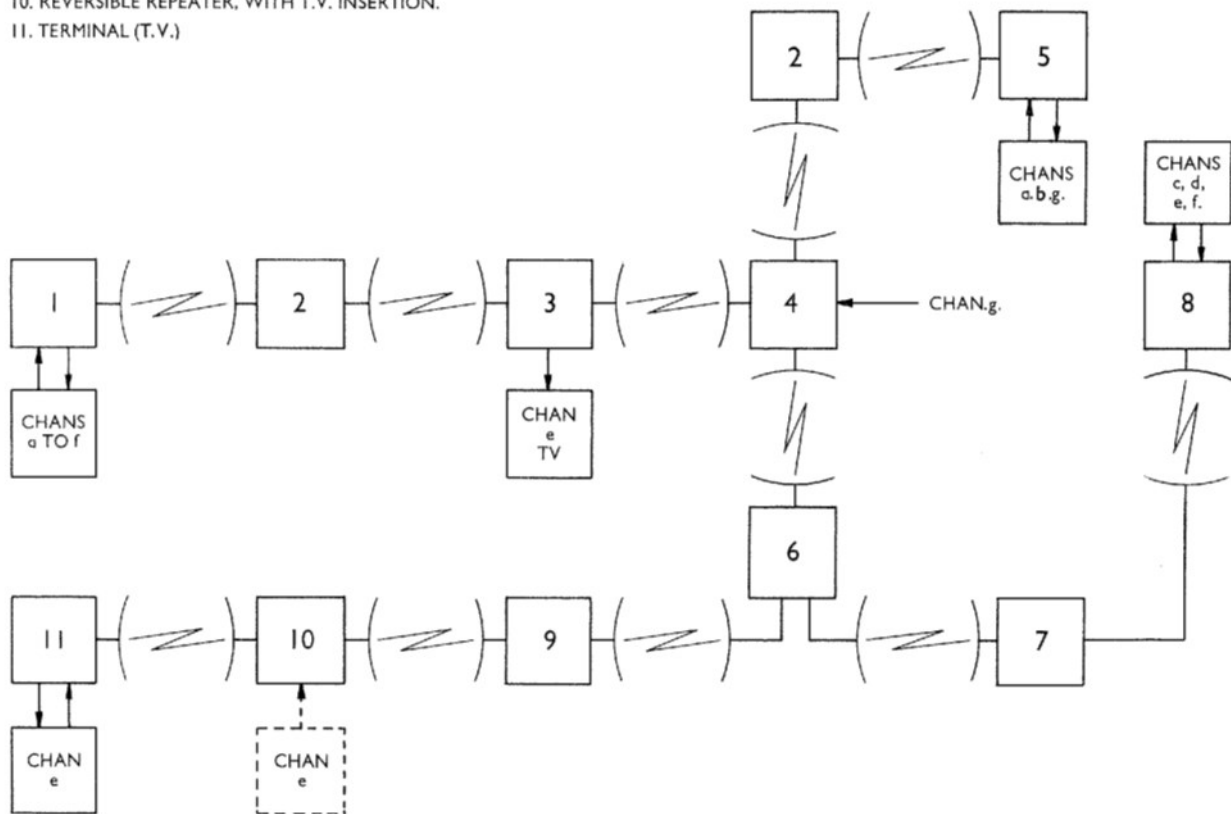 10. REVERSIBLE REPEATER, WITH T.V. INSERTION.
11. TERMINAL (T.V.)
2
5
CHANS
a.b.g.
CHANS
c, d,
e, f.
1
2
3
4
CHAN.g.
8
CHANS
a TO f
CHAN
e
TV
6
11
10
9
7
CHAN
e
CHAN
e